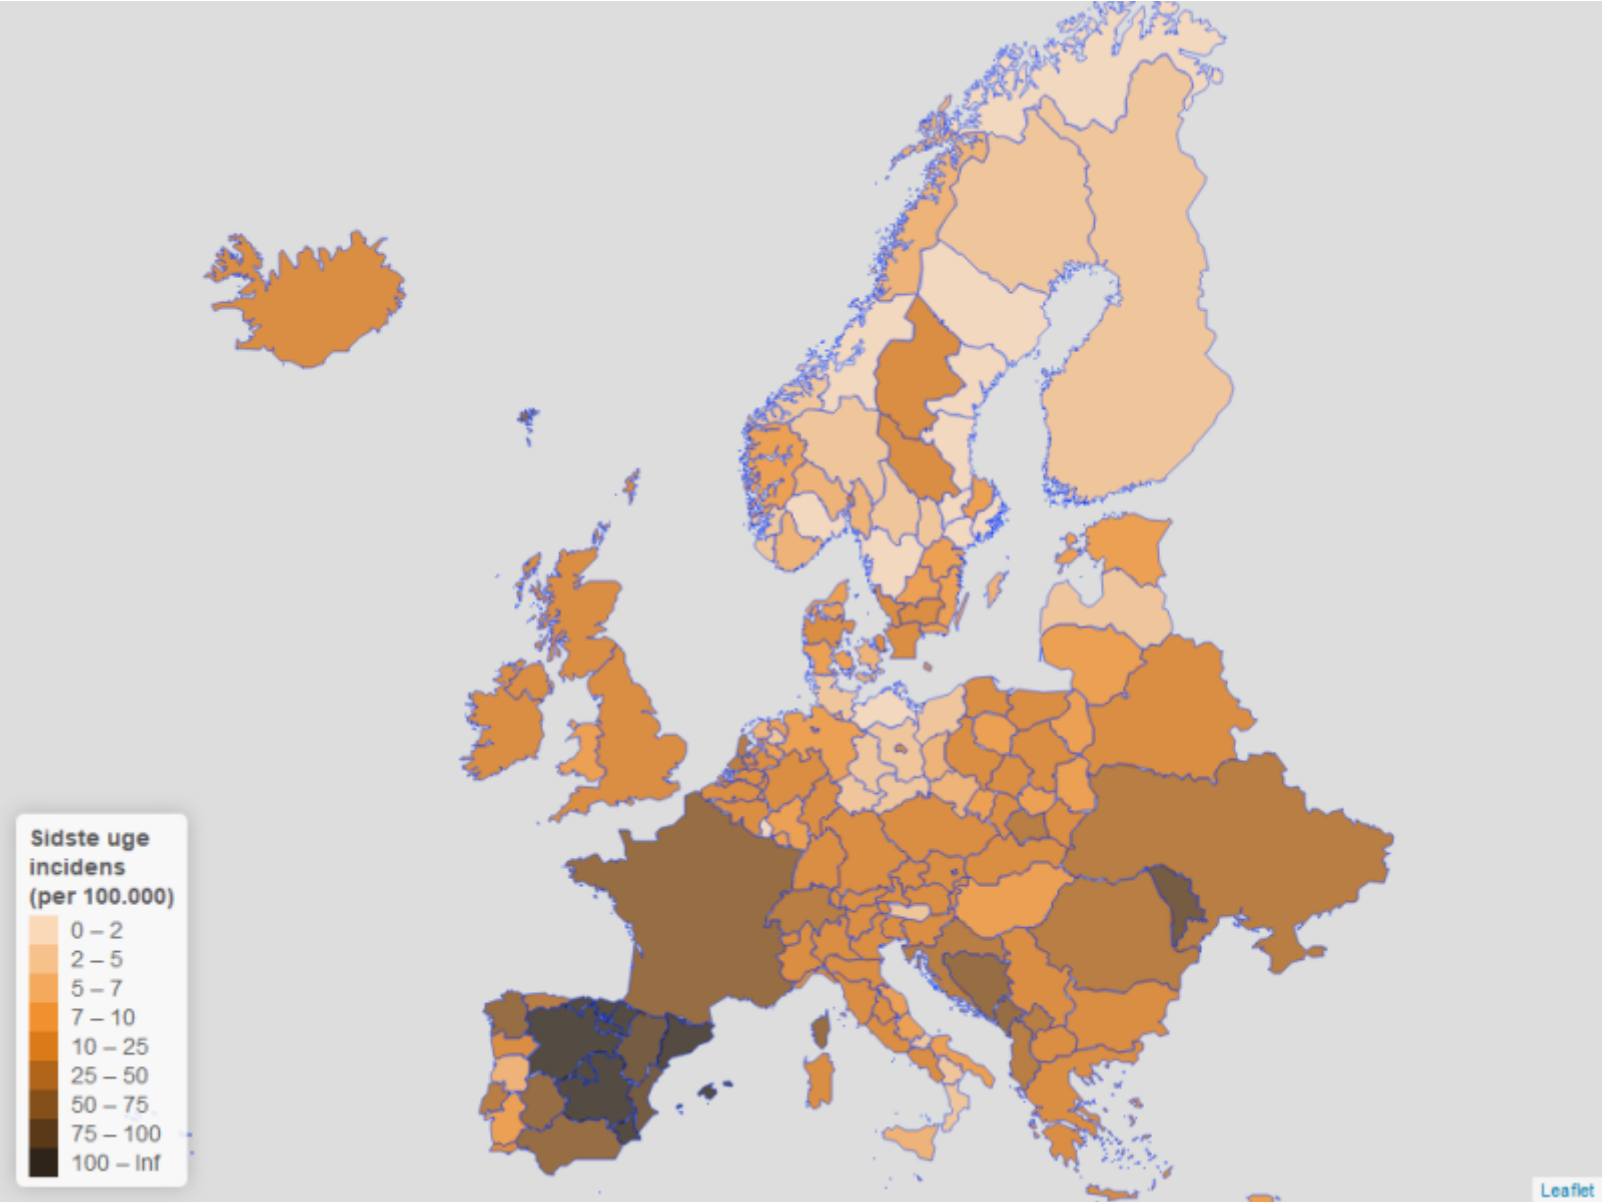 Sidste uge
incidens
(per 100.000)
0 – 2
2 – 5
5 – 7
7 – 10
10 – 25
25 – 50
50 – 75
75 – 100
100 – Inf
Leaflet